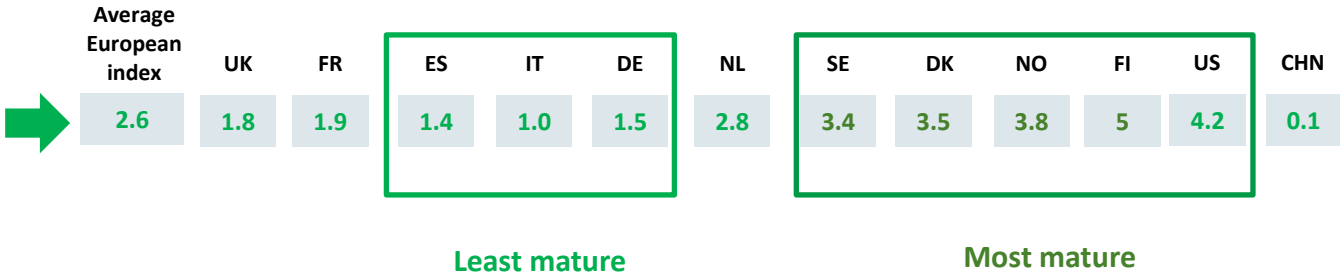 Average
European
index
UK FR ES IT DE NL SE DK NO FI US CHN
2.6 1.8 1.9 1.4 1.0 1.5 2.8 3.4 3.5 3.8 5 4.2 0.1
Least mature Most mature